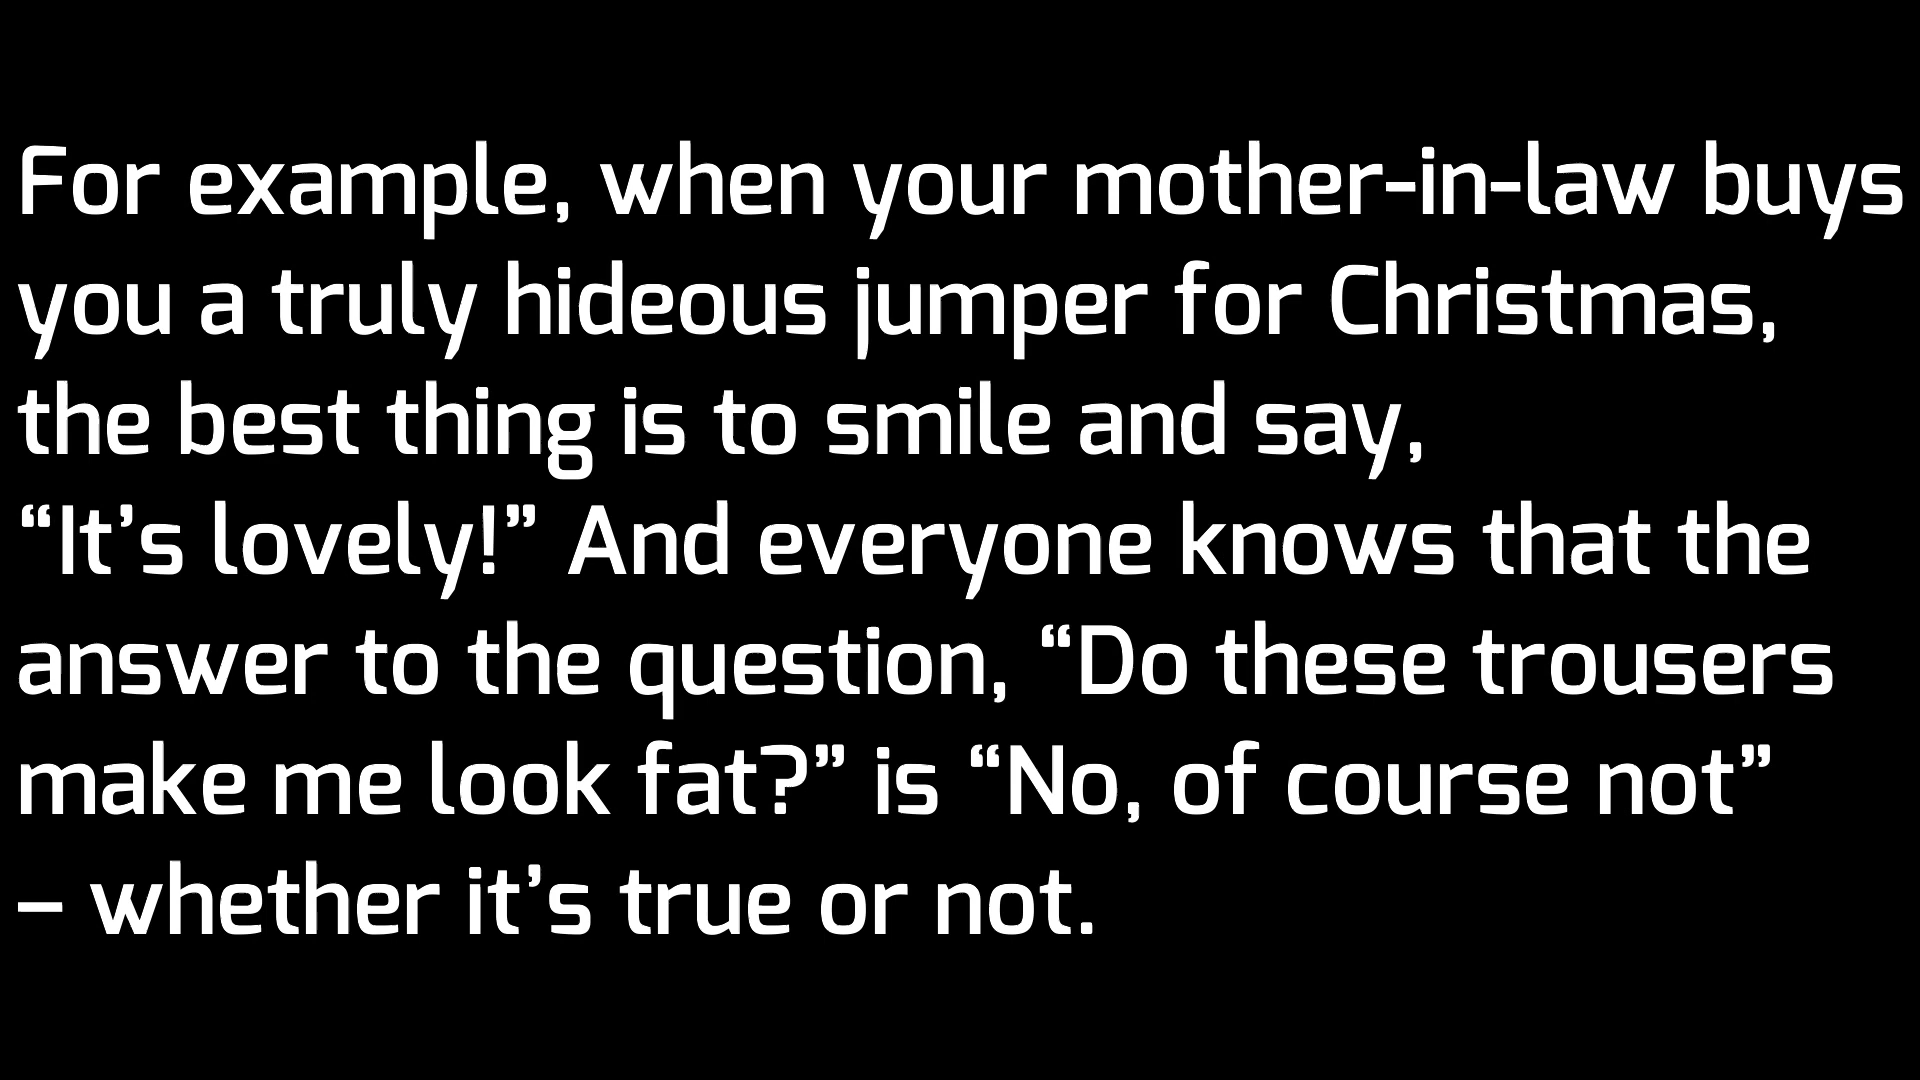 For example, when your mother-in-law buys
you a truly hideous jumper for Christmas,
the best thing is to smile and say,
“It’s lovely!” And everyone knows that the
answer to the question, “Do these trousers
make me look fat?” is “No, of course not”
– whether it’s true or not.